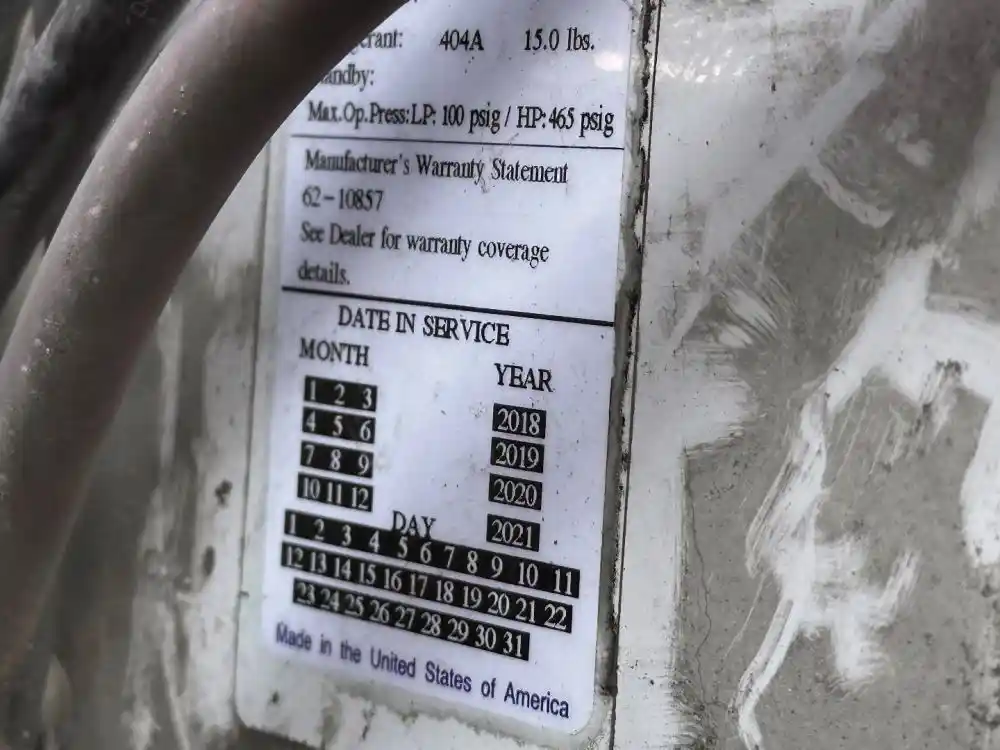 404A 15.0 lbs.
Max.Op.Press:LP: 100 psig / HP:465 psig
Manufacturer's Warranty Statement
62-10857
See Dealer for warranty coverage
details.
DATE IN SERVICE
MONTH
YEAR
1 2 3
4 5 6
7 8 9
10 11 12
2018
2019
2020
2021
DAY
1 2 3 4 5 6 7 8 9 10 11
12 13 14 15 16 17 18 19 20 21 22
23 24 25 26 27 28 29 30 31
Made in the United States of America